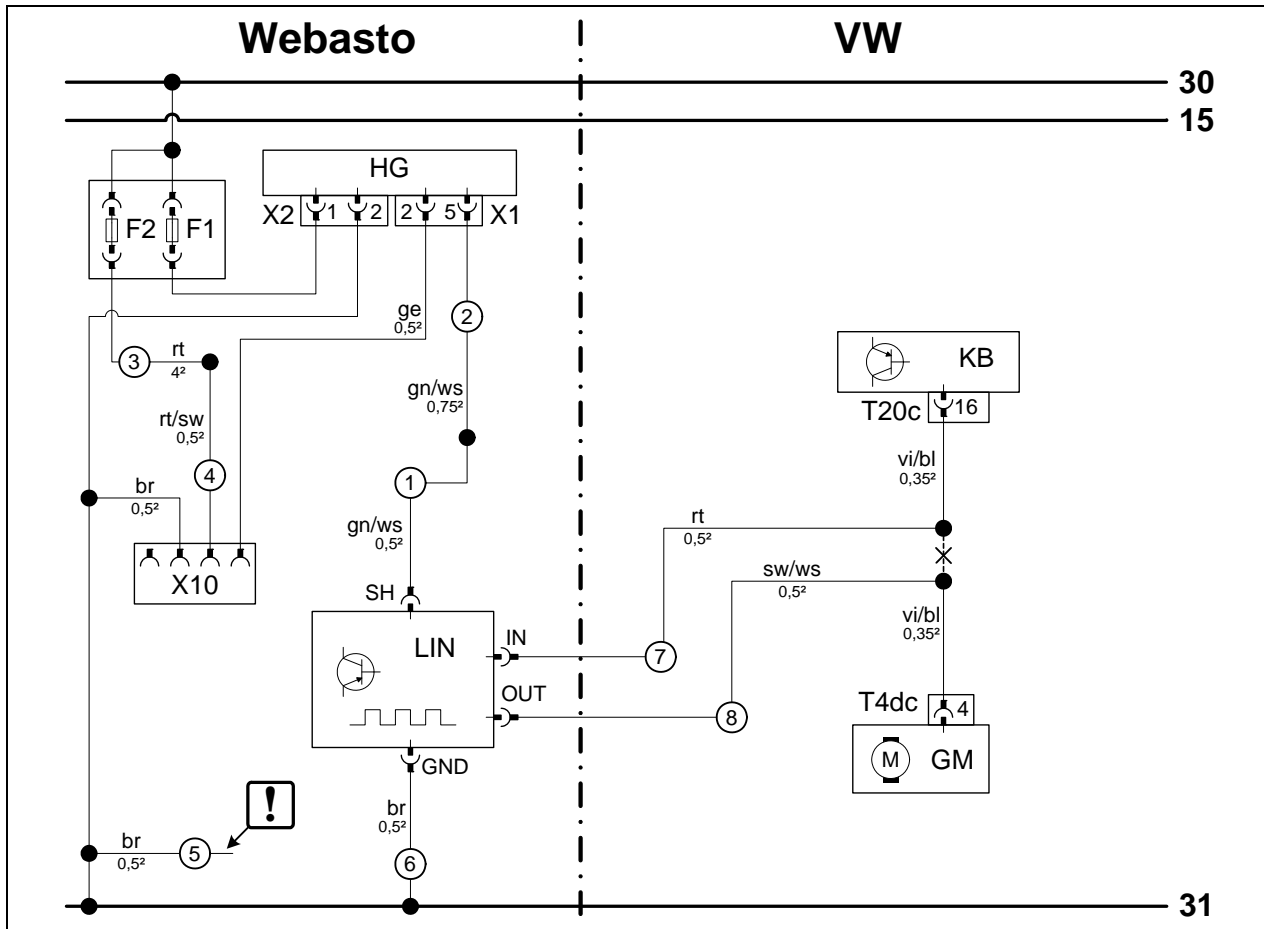 Webasto VW
30
15
HG
X2 1 2 2 5 X1
F2 F1
ge
0,5²
2
3 rt
4²
gn/ws
0,75²
rt/sw
0,5²
4
1
br
0,5²
gn/ws
0,5²
X10
SH
LIN
IN
OUT
GND
7
8
rt
0,5²
sw/ws
0,5²
KB
T20c 16
vi/bl
0,35²
vi/bl
0,35²
T4dc 4
M GM
!
br
0,5²
5
br
0,5²
6
31